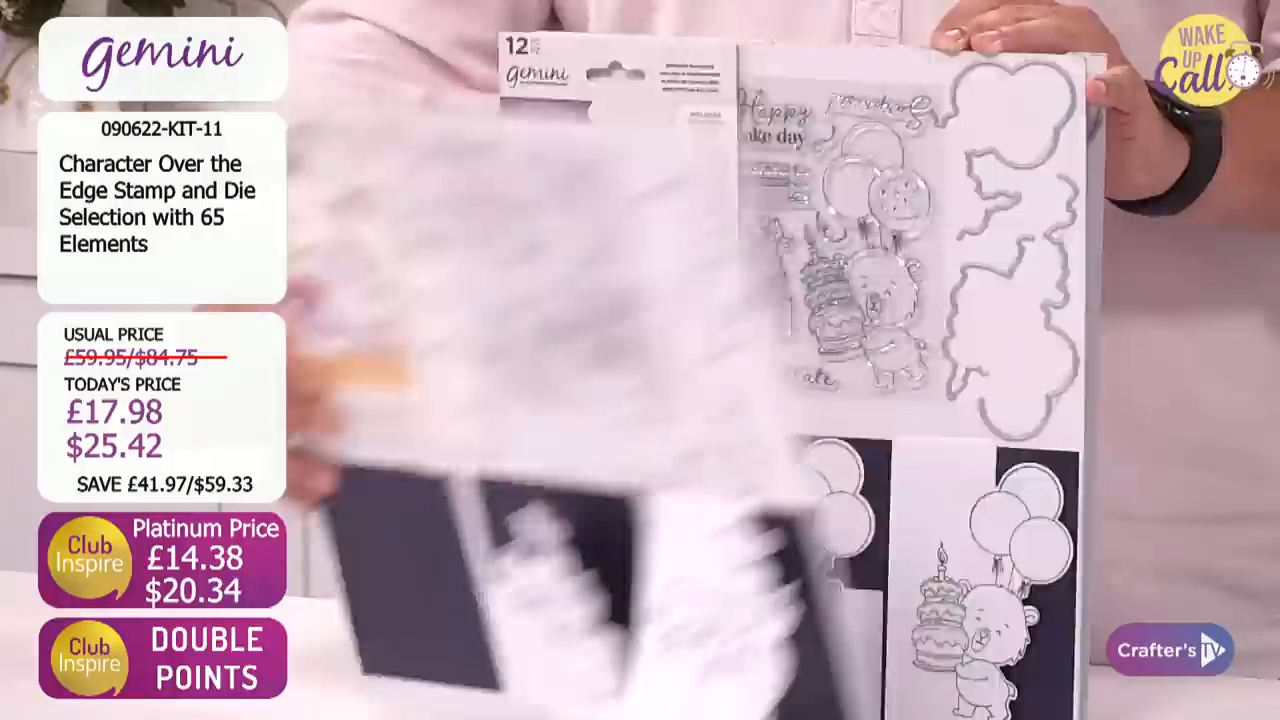 gemini
090622-KIT-11
Character Over the
Edge Stamp and Die
Selection with 65
Elements
USUAL PRICE
£59.95/$84.75
TODAY'S PRICE
£17.98
$25.42
SAVE £41.97/$59.33
Club
Inspire
Platinum Price
£14.38
$20.34
Club
Inspire
DOUBLE
POINTS
12
gemini
Happy
WAKE
UP
Call
Crafter's TV